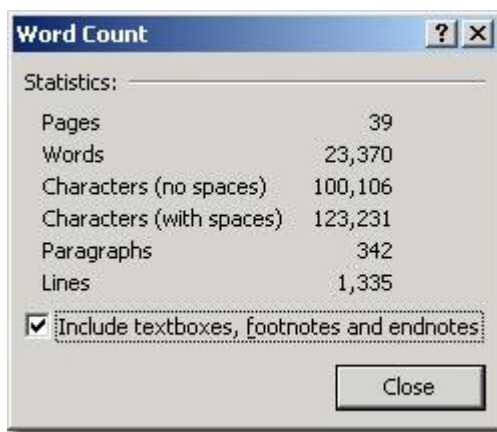 Word Count
Statistics:
Pages 39
Words 23,370
Characters (no spaces) 100,106
Characters (with spaces) 123,231
Paragraphs 342
Lines 1,335
Include textboxes, footnotes and endnotes
Close